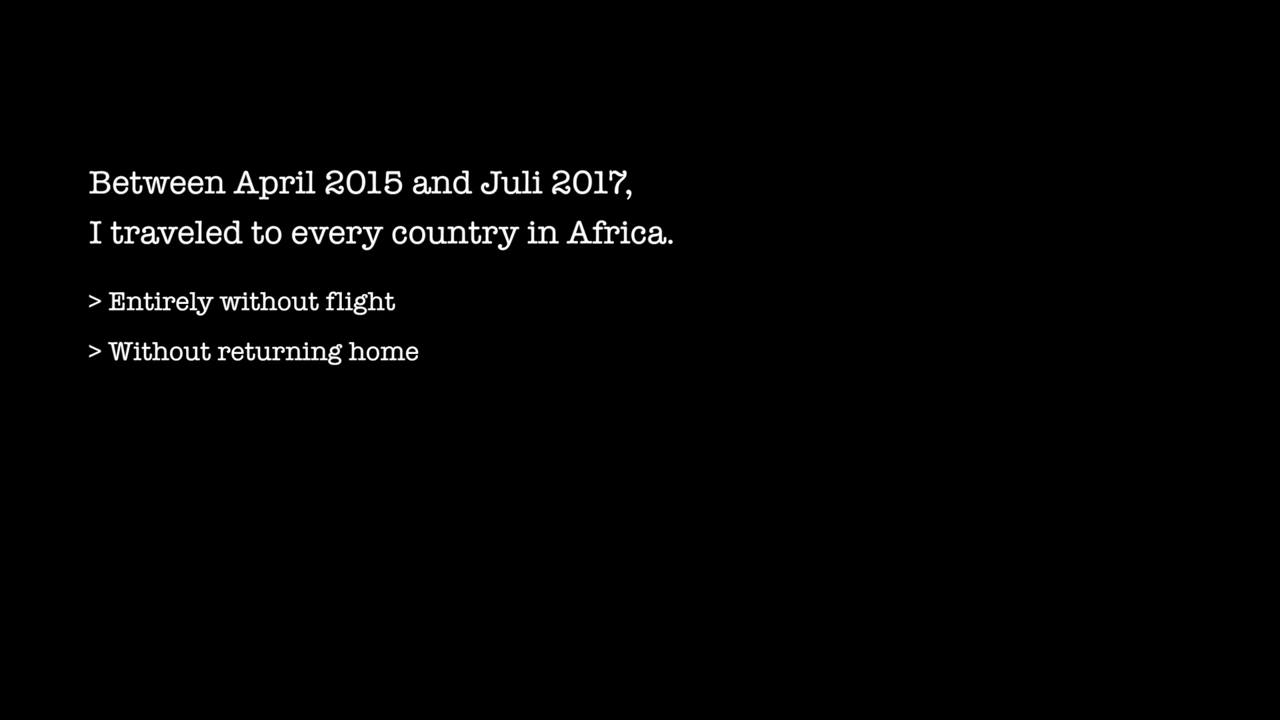 Between April 2015 and Juli 2017,
I traveled to every country in Africa.
> Entirely without flight
> Without returning home